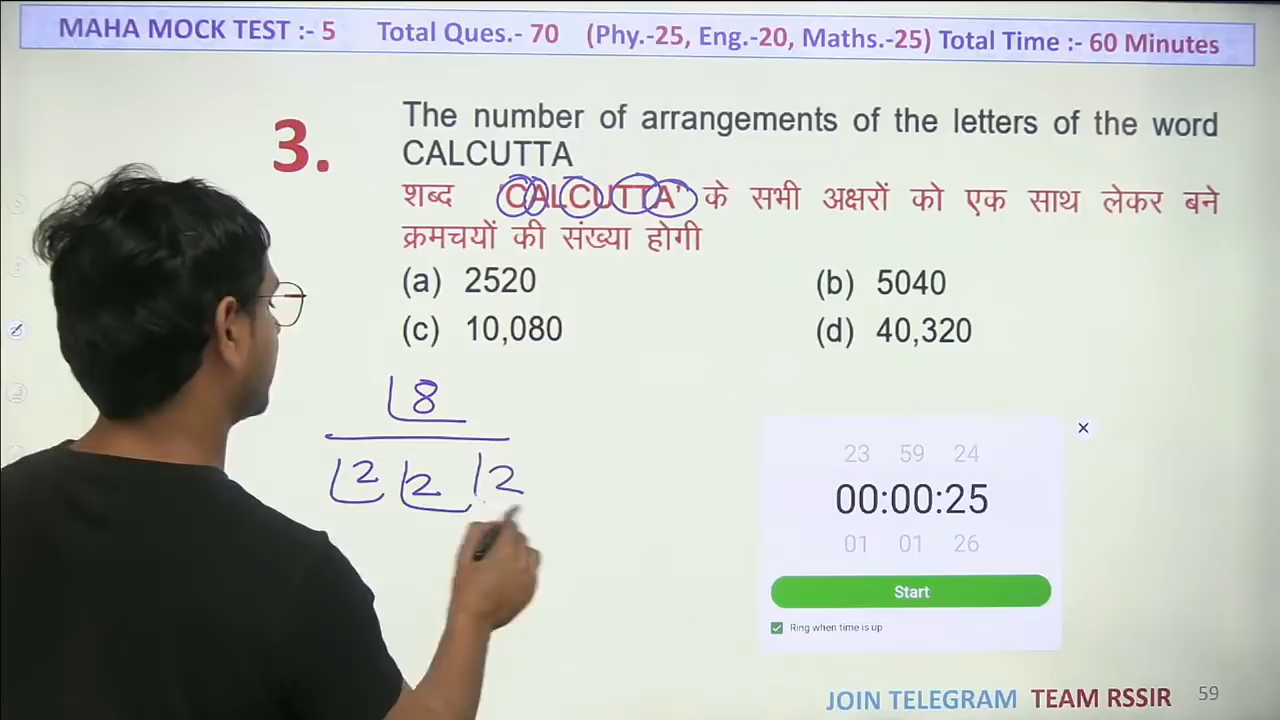 MAHA MOCK TEST :- 5 Total Ques.- 70 (Phy.-25, Eng.-20, Maths.-25) Total Time :- 60 Minutes
3.
The number of arrangements of the letters of the word
CALCUTTA
शब्द 'CALCUTTA' के सभी अक्षरों को एक साथ लेकर बने
क्रमचयों की संख्या होगी
(a) 2520
(b) 5040
(c) 10,080
(d) 40,320
8
2 2 2
23 59 24
00:00:25
01 01 26
Start
Ring when time is up
JOIN TELEGRAM TEAM RSSIR 59